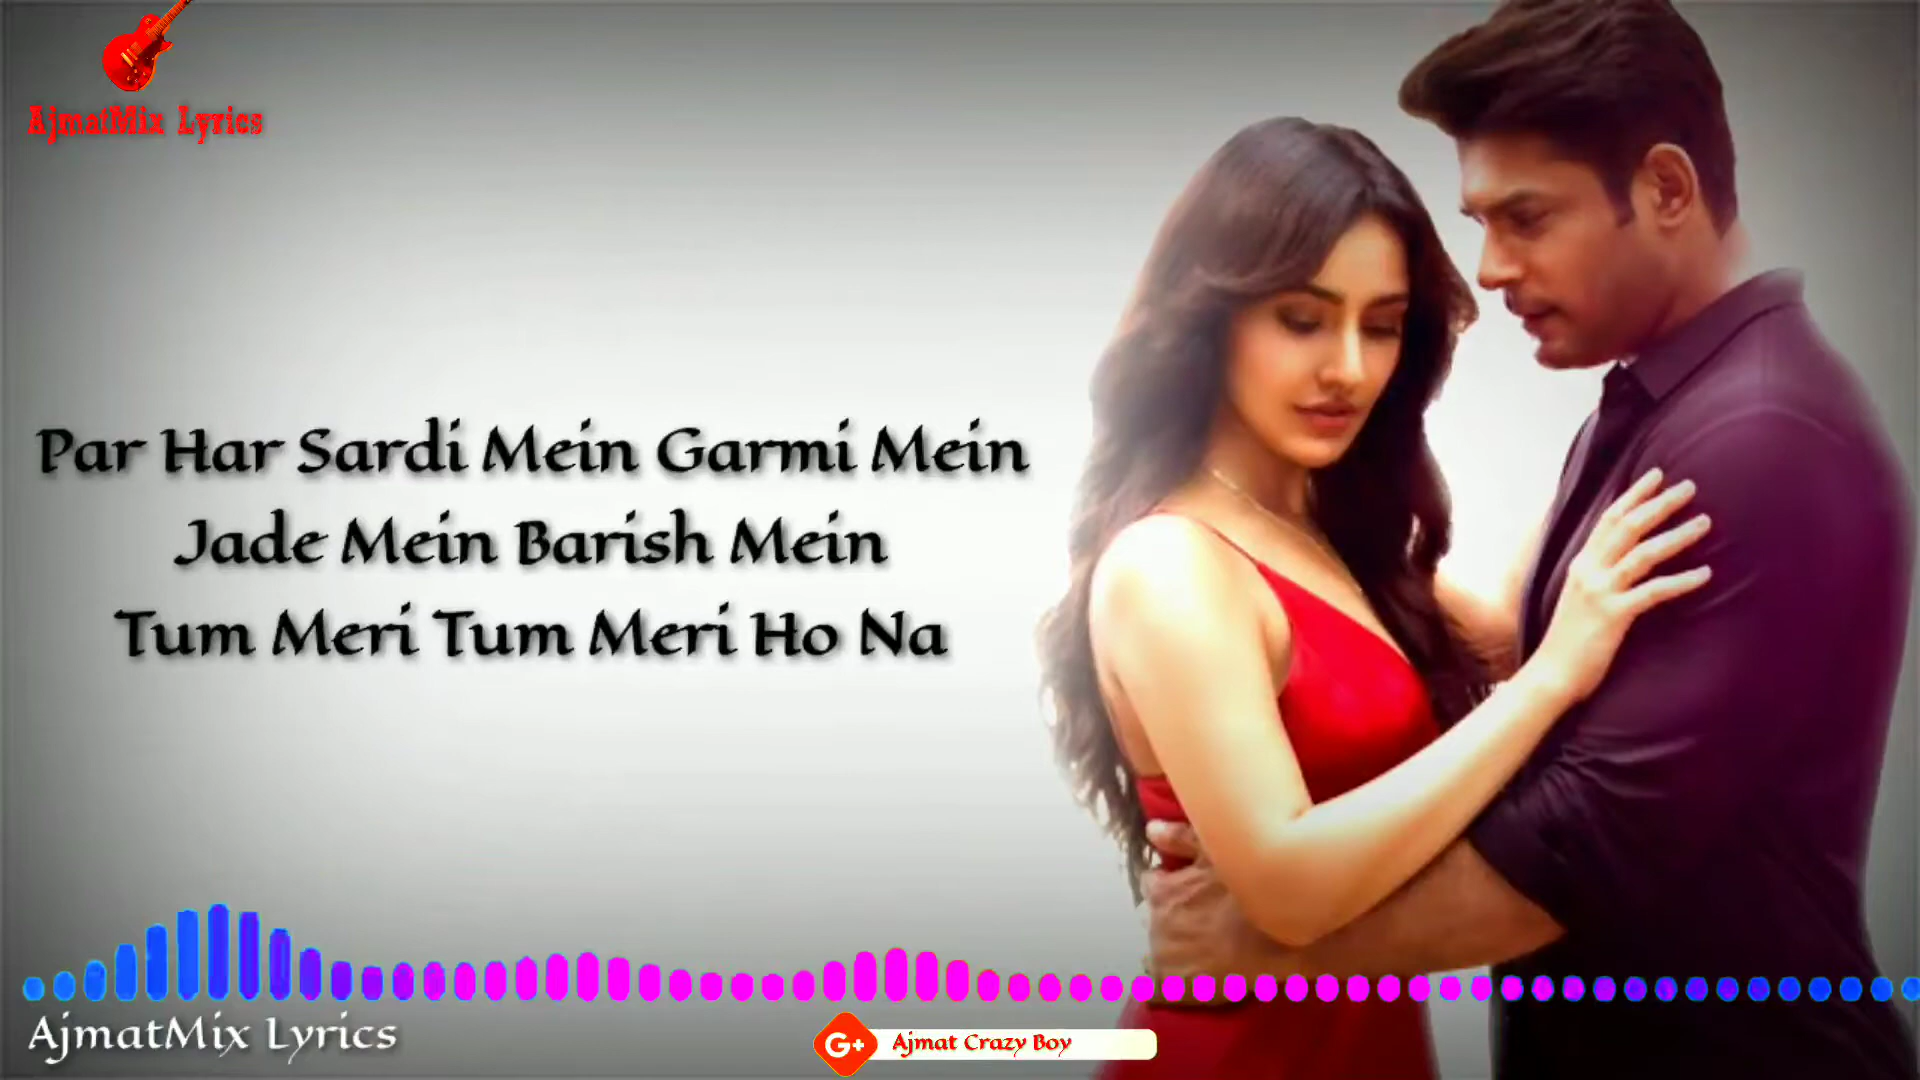 AjmatMix Lyrics
Par Har Sardi Mein Garmi Mein
Jade Mein Barish Mein
Tum Meri Tum Meri Ho Na
AjmatMix Lyrics
G+ Ajmat Crazy Boy